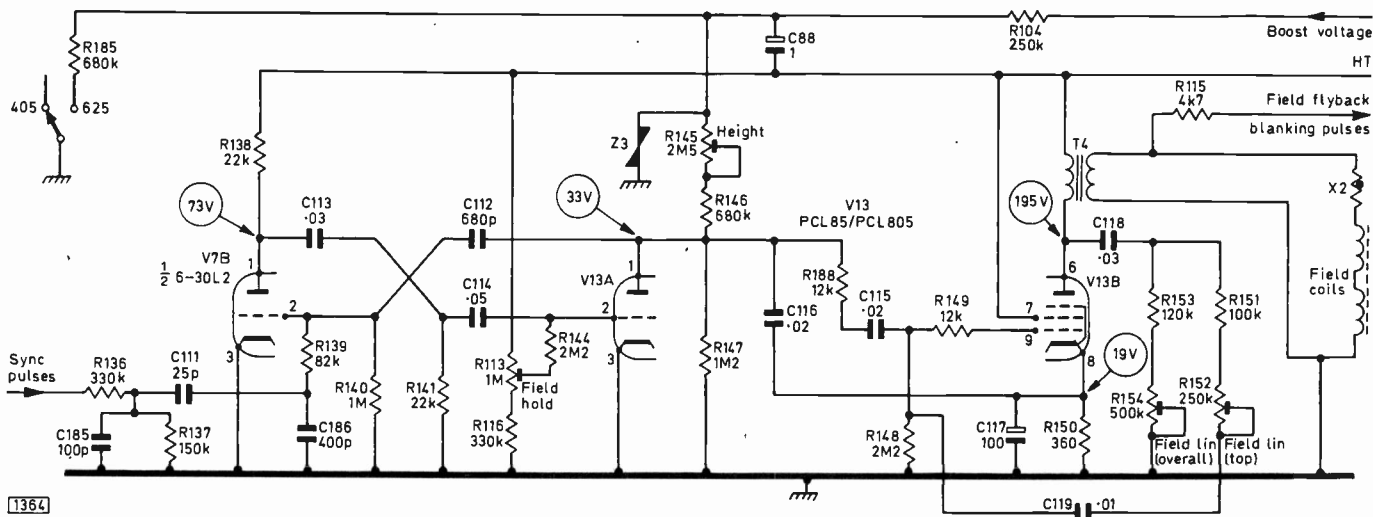 R185
680k
405
625
C88
1
R104
250k
Boost voltage
HT
R115
4k7
Field flyback
blanking pulses
R138
22k
Z3
R145
2M5
Height
T4
X2
R146
680k
73V
C113
·03
C112
680p
33V
V13
PCL85/PCL805
195V
C118
·03
V7B
½ 6-30L2
1
2
3
C114
·05
V13A
1
2
3
R188
12k
C115
·02
R149
12k
6
V13B
7
9
8
Field
coils
R153
120k
R151
100k
C116
·02
19V
Sync
pulses
R136
330k
C111
25p
R139
82k
R140
1M
R141
22k
R113
1M
Field
hold
R144
2M2
R147
1M2
R154
500k
R152
250k
C185
100p
R137
150k
C186
400p
R116
330k
R148
2M2
C117
100
R150
360
Field lin
(overall)
Field lin
(top)
1364
C119
·01